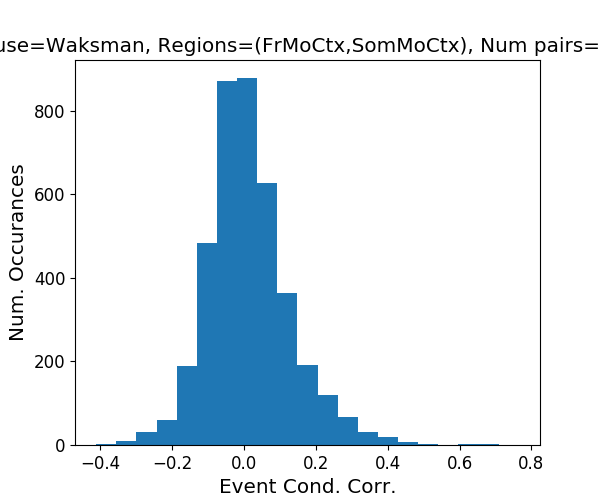 use=Waksman, Regions=(FrMoCtx,SomMoCtx), Num pairs=
Num. Occurances
800
600
400
200
0
−0.4 −0.2 0.0 0.2 0.4 0.6 0.8
Event Cond. Corr.